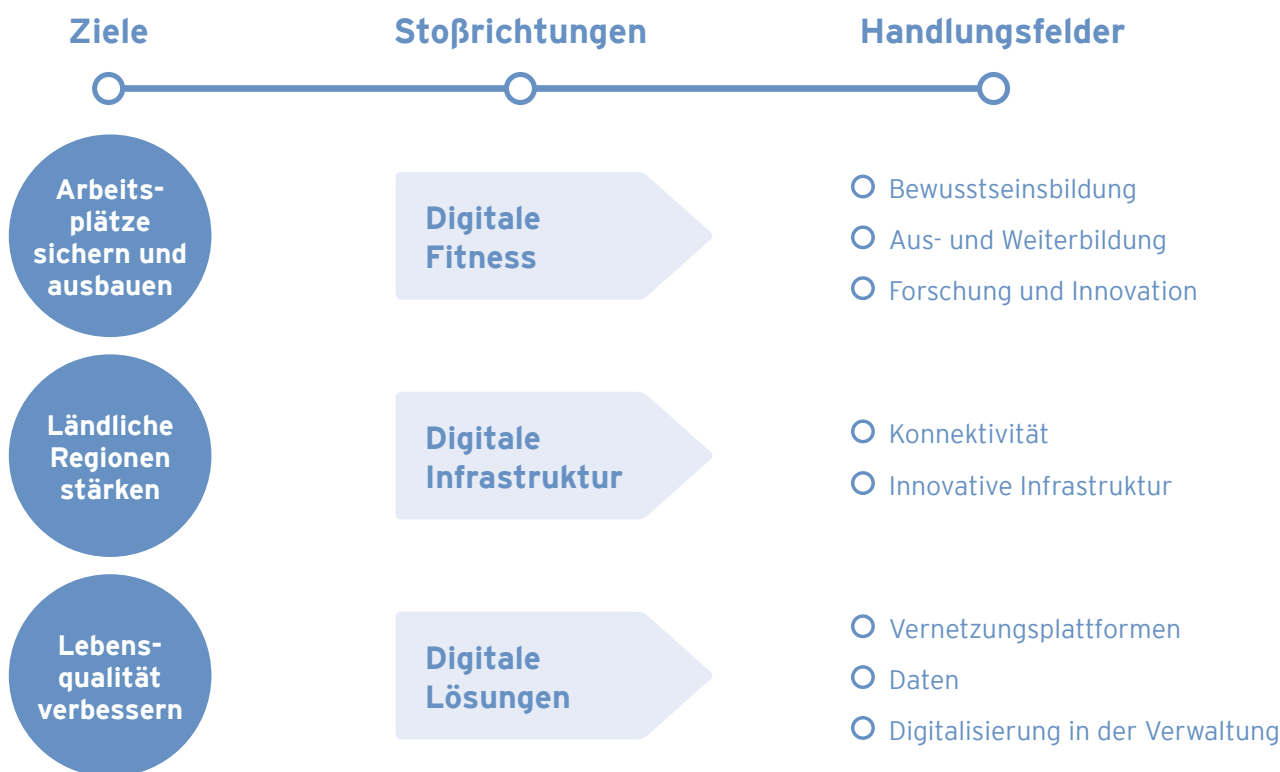 Ziele
Stoßrichtungen
Handlungsfelder
Arbeits-
plätze
sichern und
ausbauen
Digitale
Fitness
Bewusstseinsbildung
Aus- und Weiterbildung
Forschung und Innovation
Ländliche
Regionen
stärken
Digitale
Infrastruktur
Konnektivität
Innovative Infrastruktur
Lebens-
qualität
verbessern
Digitale
Lösungen
Vernetzungsplattformen
Daten
Digitalisierung in der Verwaltung